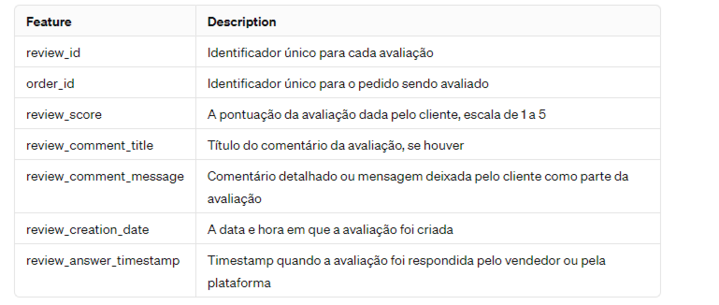 Feature Description
review_id Identificador único para cada avaliação
order_id Identificador único para o pedido sendo avaliado
review_score A pontuação da avaliação dada pelo cliente, escala de 1 a 5
review_comment_title Título do comentário da avaliação, se houver
review_comment_message Comentário detalhado ou mensagem deixada pelo cliente como parte da
avaliação
review_creation_date A data e hora em que a avaliação foi criada
review_answer_timestamp Timestamp quando a avaliação foi respondida pelo vendedor ou pela
plataforma